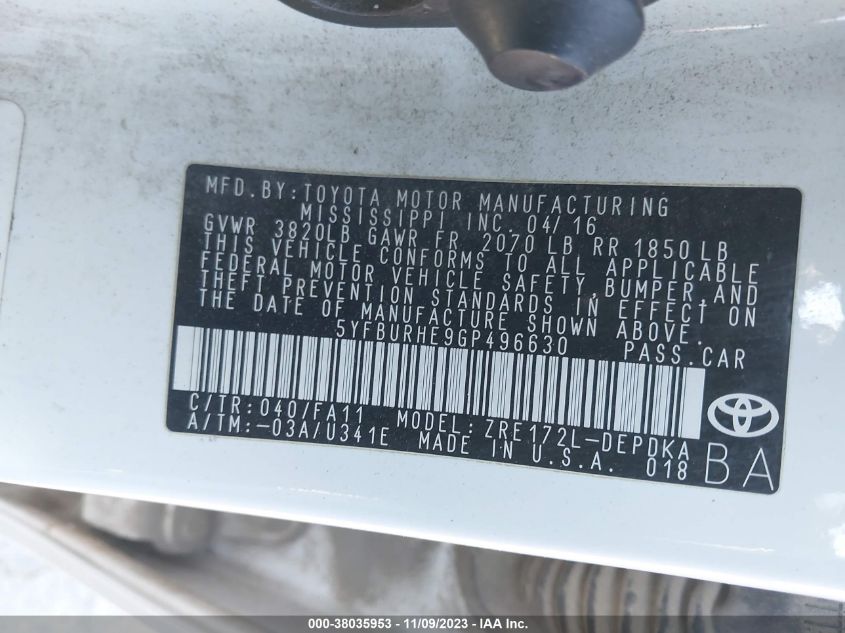 MFD.BY:TOYOTA MOTOR MANUFACTURING
MISSISSIPPI INC. 04/16
GVWR 3820LB GAWR FR. 2070 LB RR 1850 LB
THIS VEHICLE CONFORMS TO ALL APPLICABLE
FEDERAL MOTOR VEHICLE SAFETY, BUMPER, AND
THEFT PREVENTION STANDARDS IN EFFECT ON
THE DATE OF MANUFACTURE SHOWN ABOVE.
5YFBURHE9GP496630 PASS.CAR
C/TR:040/FA11 MODEL:ZRE172L-DEPDKA
A/TM:-03A/U341E MADE IN U.S.A. 018 BA
000-38035953 - 11/09/2023 - IAAI Inc.